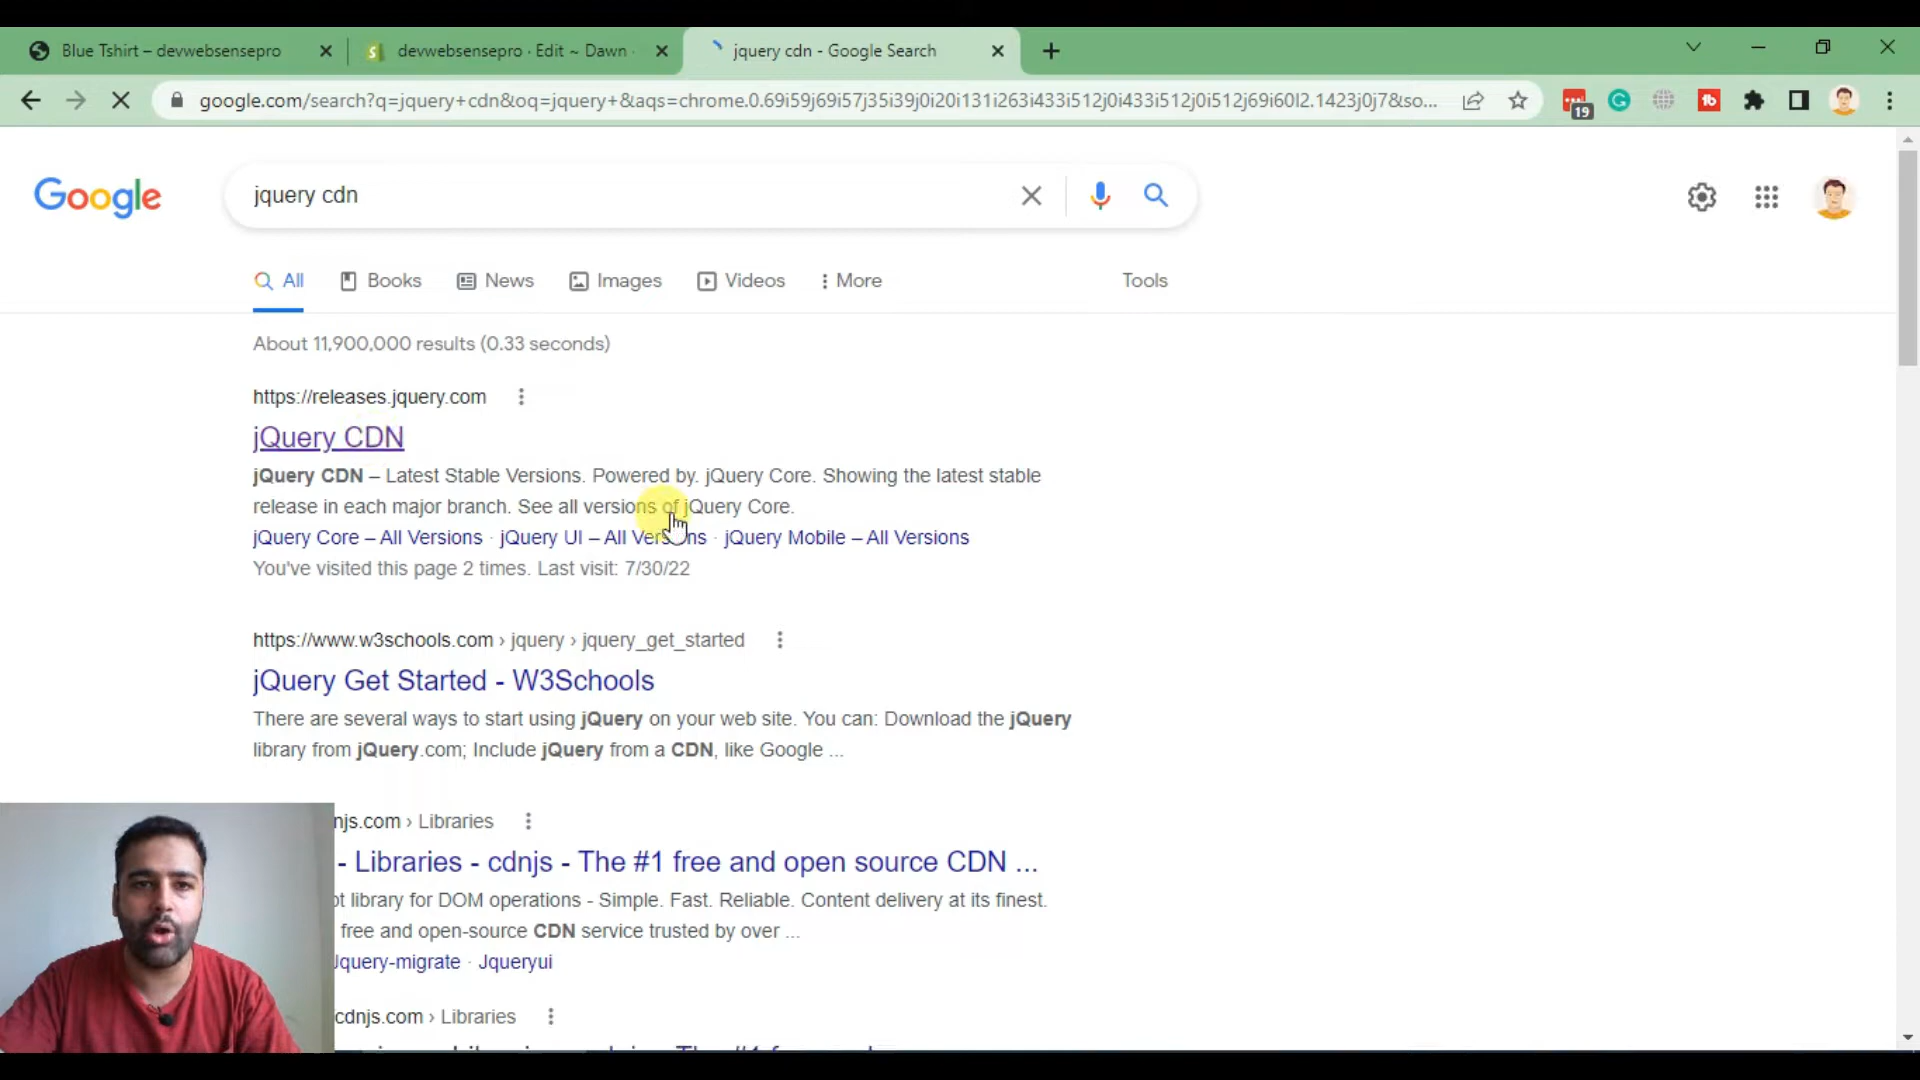 Blue Tshirt – devwebsensepro
devwebsensepro · Edit ~ Dawn ·
jquery cdn - Google Search
google.com/search?q=jquery+cdn&oq=jquery+&aqs=chrome.0.69i59j69i57j35i39j0i20i131i263i433i512j0i433i512j0i512j69i60l2.1423j0j7&so...
19
Google
jquery cdn
All
Books
News
Images
Videos
More
Tools
About 11,900,000 results (0.33 seconds)
https://releases.jquery.com
jQuery CDN
jQuery CDN – Latest Stable Versions. Powered by. jQuery Core. Showing the latest stable
release in each major branch. See all versions of jQuery Core.
jQuery Core – All Versions · jQuery UI – All Versions · jQuery Mobile – All Versions
You've visited this page 2 times. Last visit: 7/30/22
https://www.w3schools.com › jquery › jquery_get_started
jQuery Get Started - W3Schools
There are several ways to start using jQuery on your web site. You can: Download the jQuery
library from jQuery.com; Include jQuery from a CDN, like Google ...
njs.com › Libraries
- Libraries - cdnjs - The #1 free and open source CDN ...
pt library for DOM operations - Simple. Fast. Reliable. Content delivery at its finest.
free and open-source CDN service trusted by over ...
Jquery-migrate · Jqueryui
cdnjs.com › Libraries